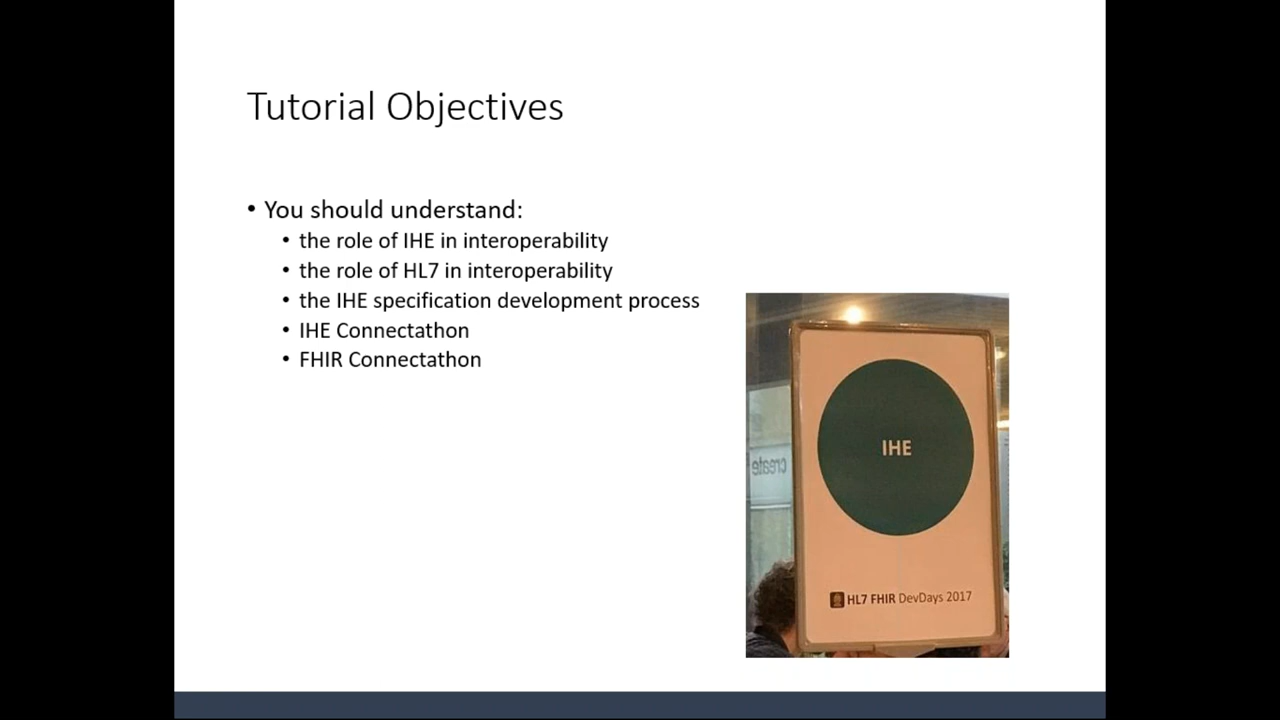 Tutorial Objectives
• You should understand:
• the role of IHE in interoperability
• the role of HL7 in interoperability
• the IHE specification development process
• IHE Connectathon
• FHIR Connectathon
create
IHE
HL7 FHIR DevDays 2017